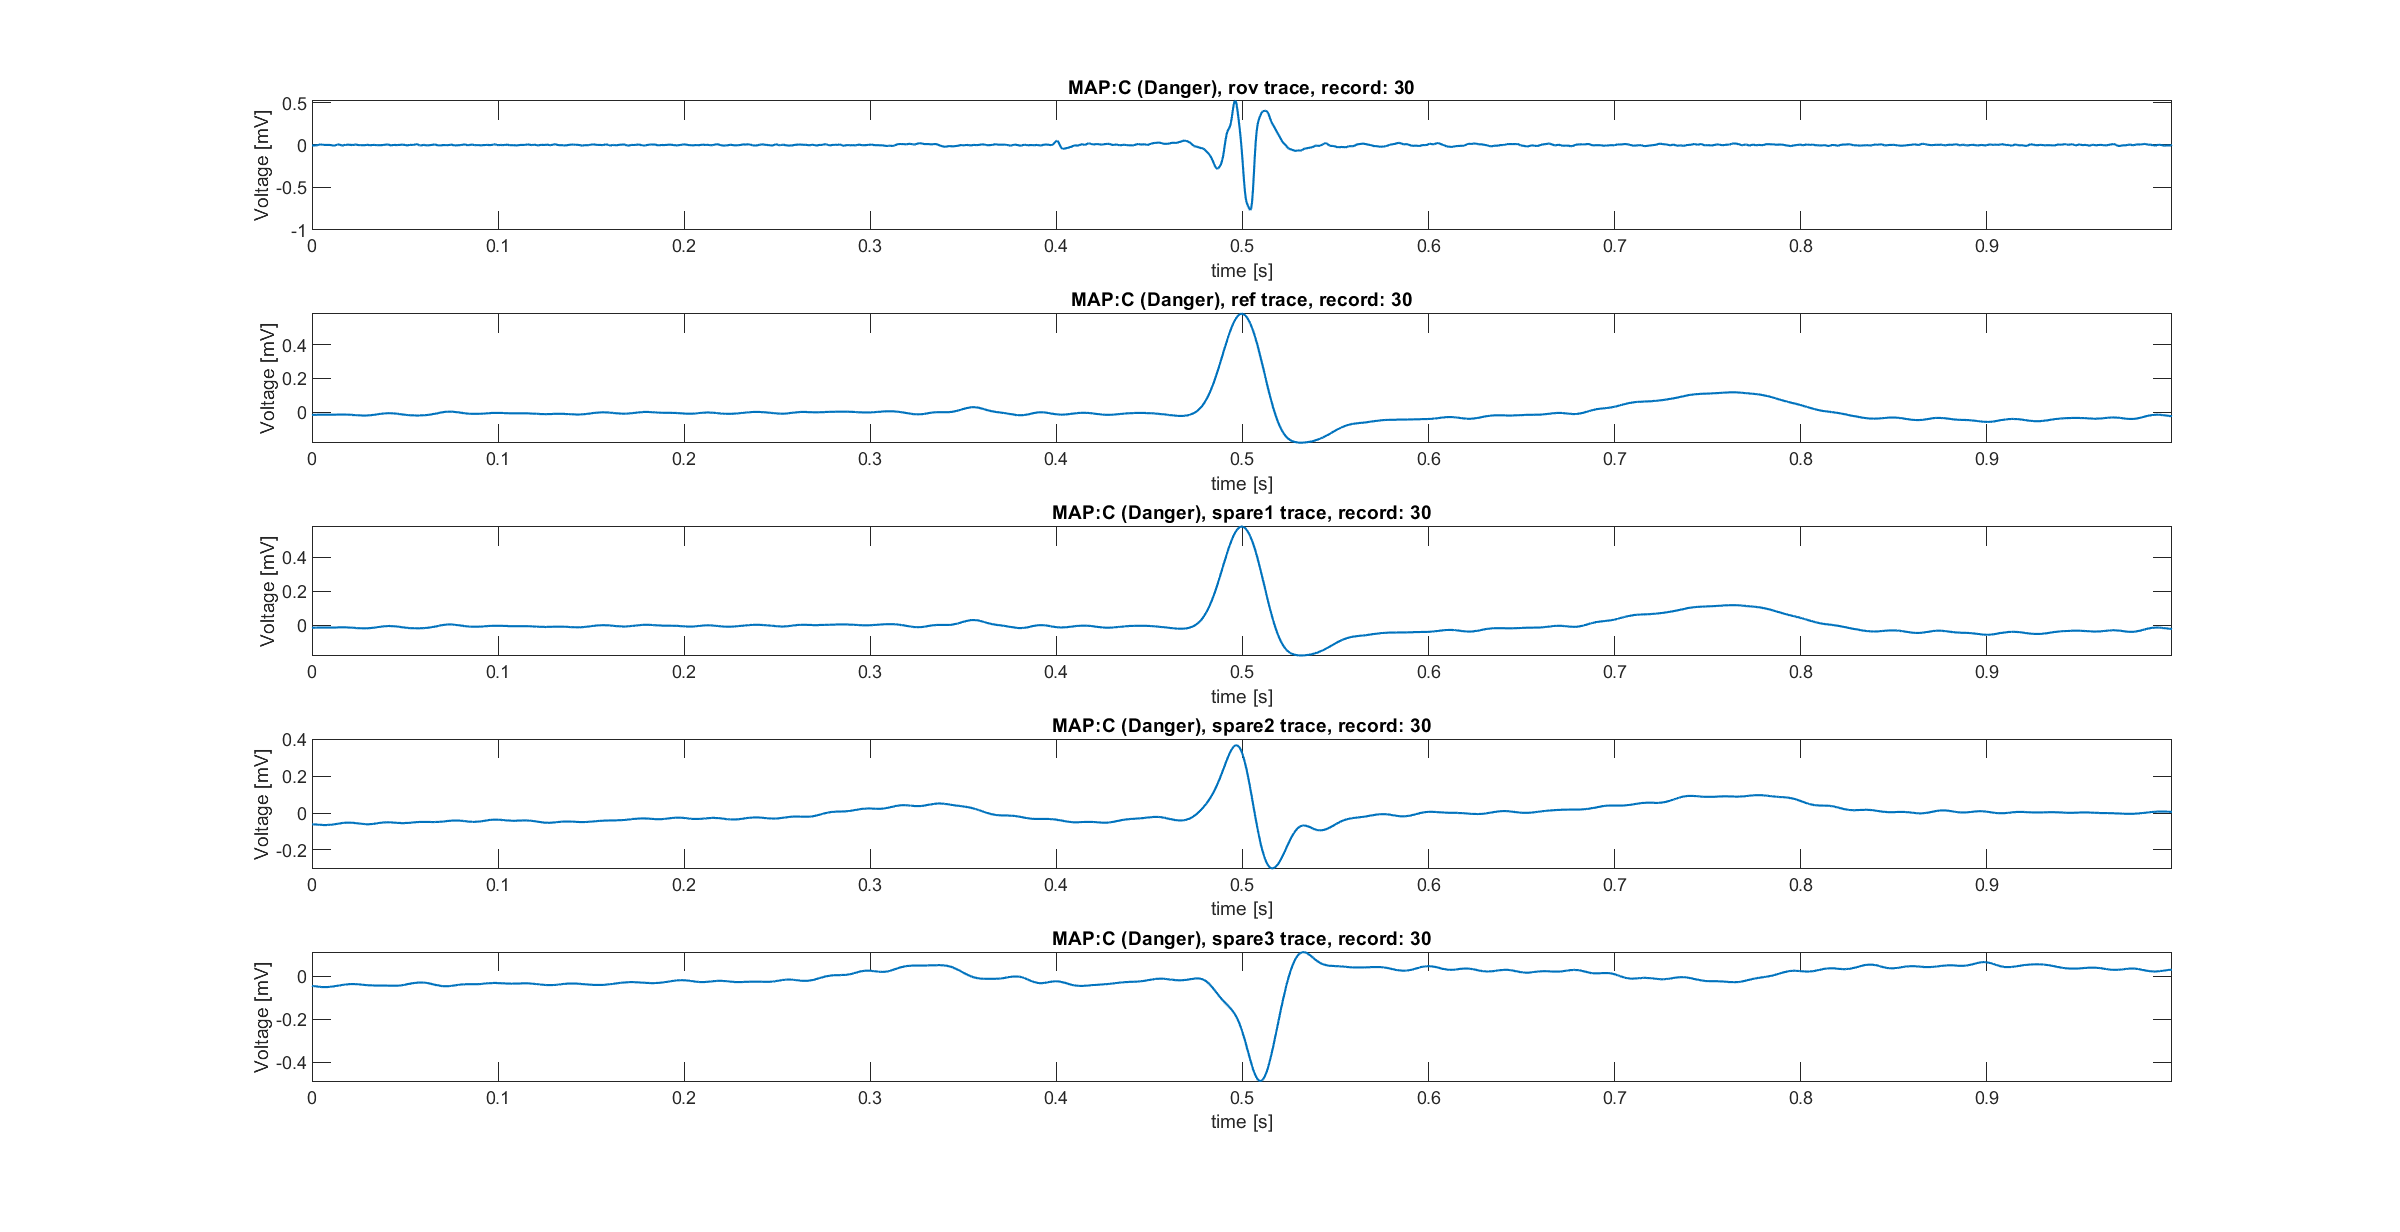 MAP:C (Danger), rov trace, record: 30
Voltage [mV]
0.5
0
-0.5
-1
0 0.1 0.2 0.3 0.4 0.5 0.6 0.7 0.8 0.9
time [s]
MAP:C (Danger), ref trace, record: 30
Voltage [mV]
0.4
0.2
0
0 0.1 0.2 0.3 0.4 0.5 0.6 0.7 0.8 0.9
time [s]
MAP:C (Danger), spare1 trace, record: 30
Voltage [mV]
0.4
0.2
0
0 0.1 0.2 0.3 0.4 0.5 0.6 0.7 0.8 0.9
time [s]
MAP:C (Danger), spare2 trace, record: 30
Voltage [mV]
0.4
0.2
0
-0.2
0 0.1 0.2 0.3 0.4 0.5 0.6 0.7 0.8 0.9
time [s]
MAP:C (Danger), spare3 trace, record: 30
Voltage [mV]
0
-0.2
-0.4
0 0.1 0.2 0.3 0.4 0.5 0.6 0.7 0.8 0.9
time [s]